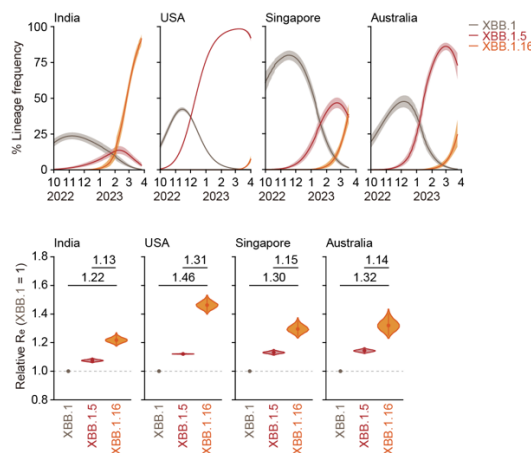 India USA Singapore Australia
XBB.1
XBB.1.5
XBB.1.16
% Lineage frequency
100
75
50
25
0
10 11 12 1 2 3 4 10 11 12 1 2 3 4 10 11 12 1 2 3 4 10 11 12 1 2 3 4
2022 2023 2022 2023 2022 2023 2022 2023
India USA Singapore Australia
Relative Re (XBB.1 = 1)
1.8
1.6
1.4
1.2
1.0
0.8
1.13 1.31 1.15 1.14
1.22 1.46 1.30 1.32
XBB.1 XBB.1.5 XBB.1.16 XBB.1 XBB.1.5 XBB.1.16 XBB.1 XBB.1.5 XBB.1.16 XBB.1 XBB.1.5 XBB.1.16